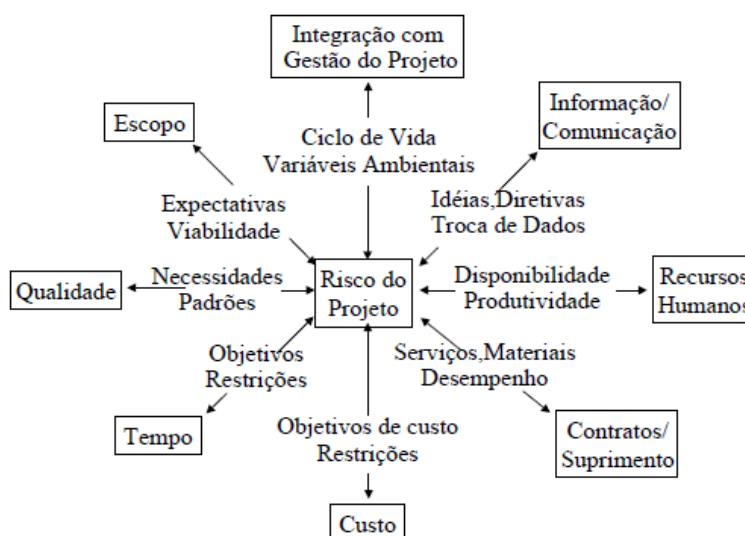 Integração com
Gestão do Projeto
Informação/
Comunicação
Escopo
Ciclo de Vida
Variáveis Ambientais
Idéias,Diretivas
Troca de Dados
Expectativas
Viabilidade
Qualidade
Necessidades
Padrões
Risco do
Projeto
Disponibilidade
Produtividade
Recursos
Humanos
Objetivos
Restrições
Serviços,Materiais
Desempenho
Tempo
Objetivos de custo
Restrições
Contratos/
Suprimento
Custo